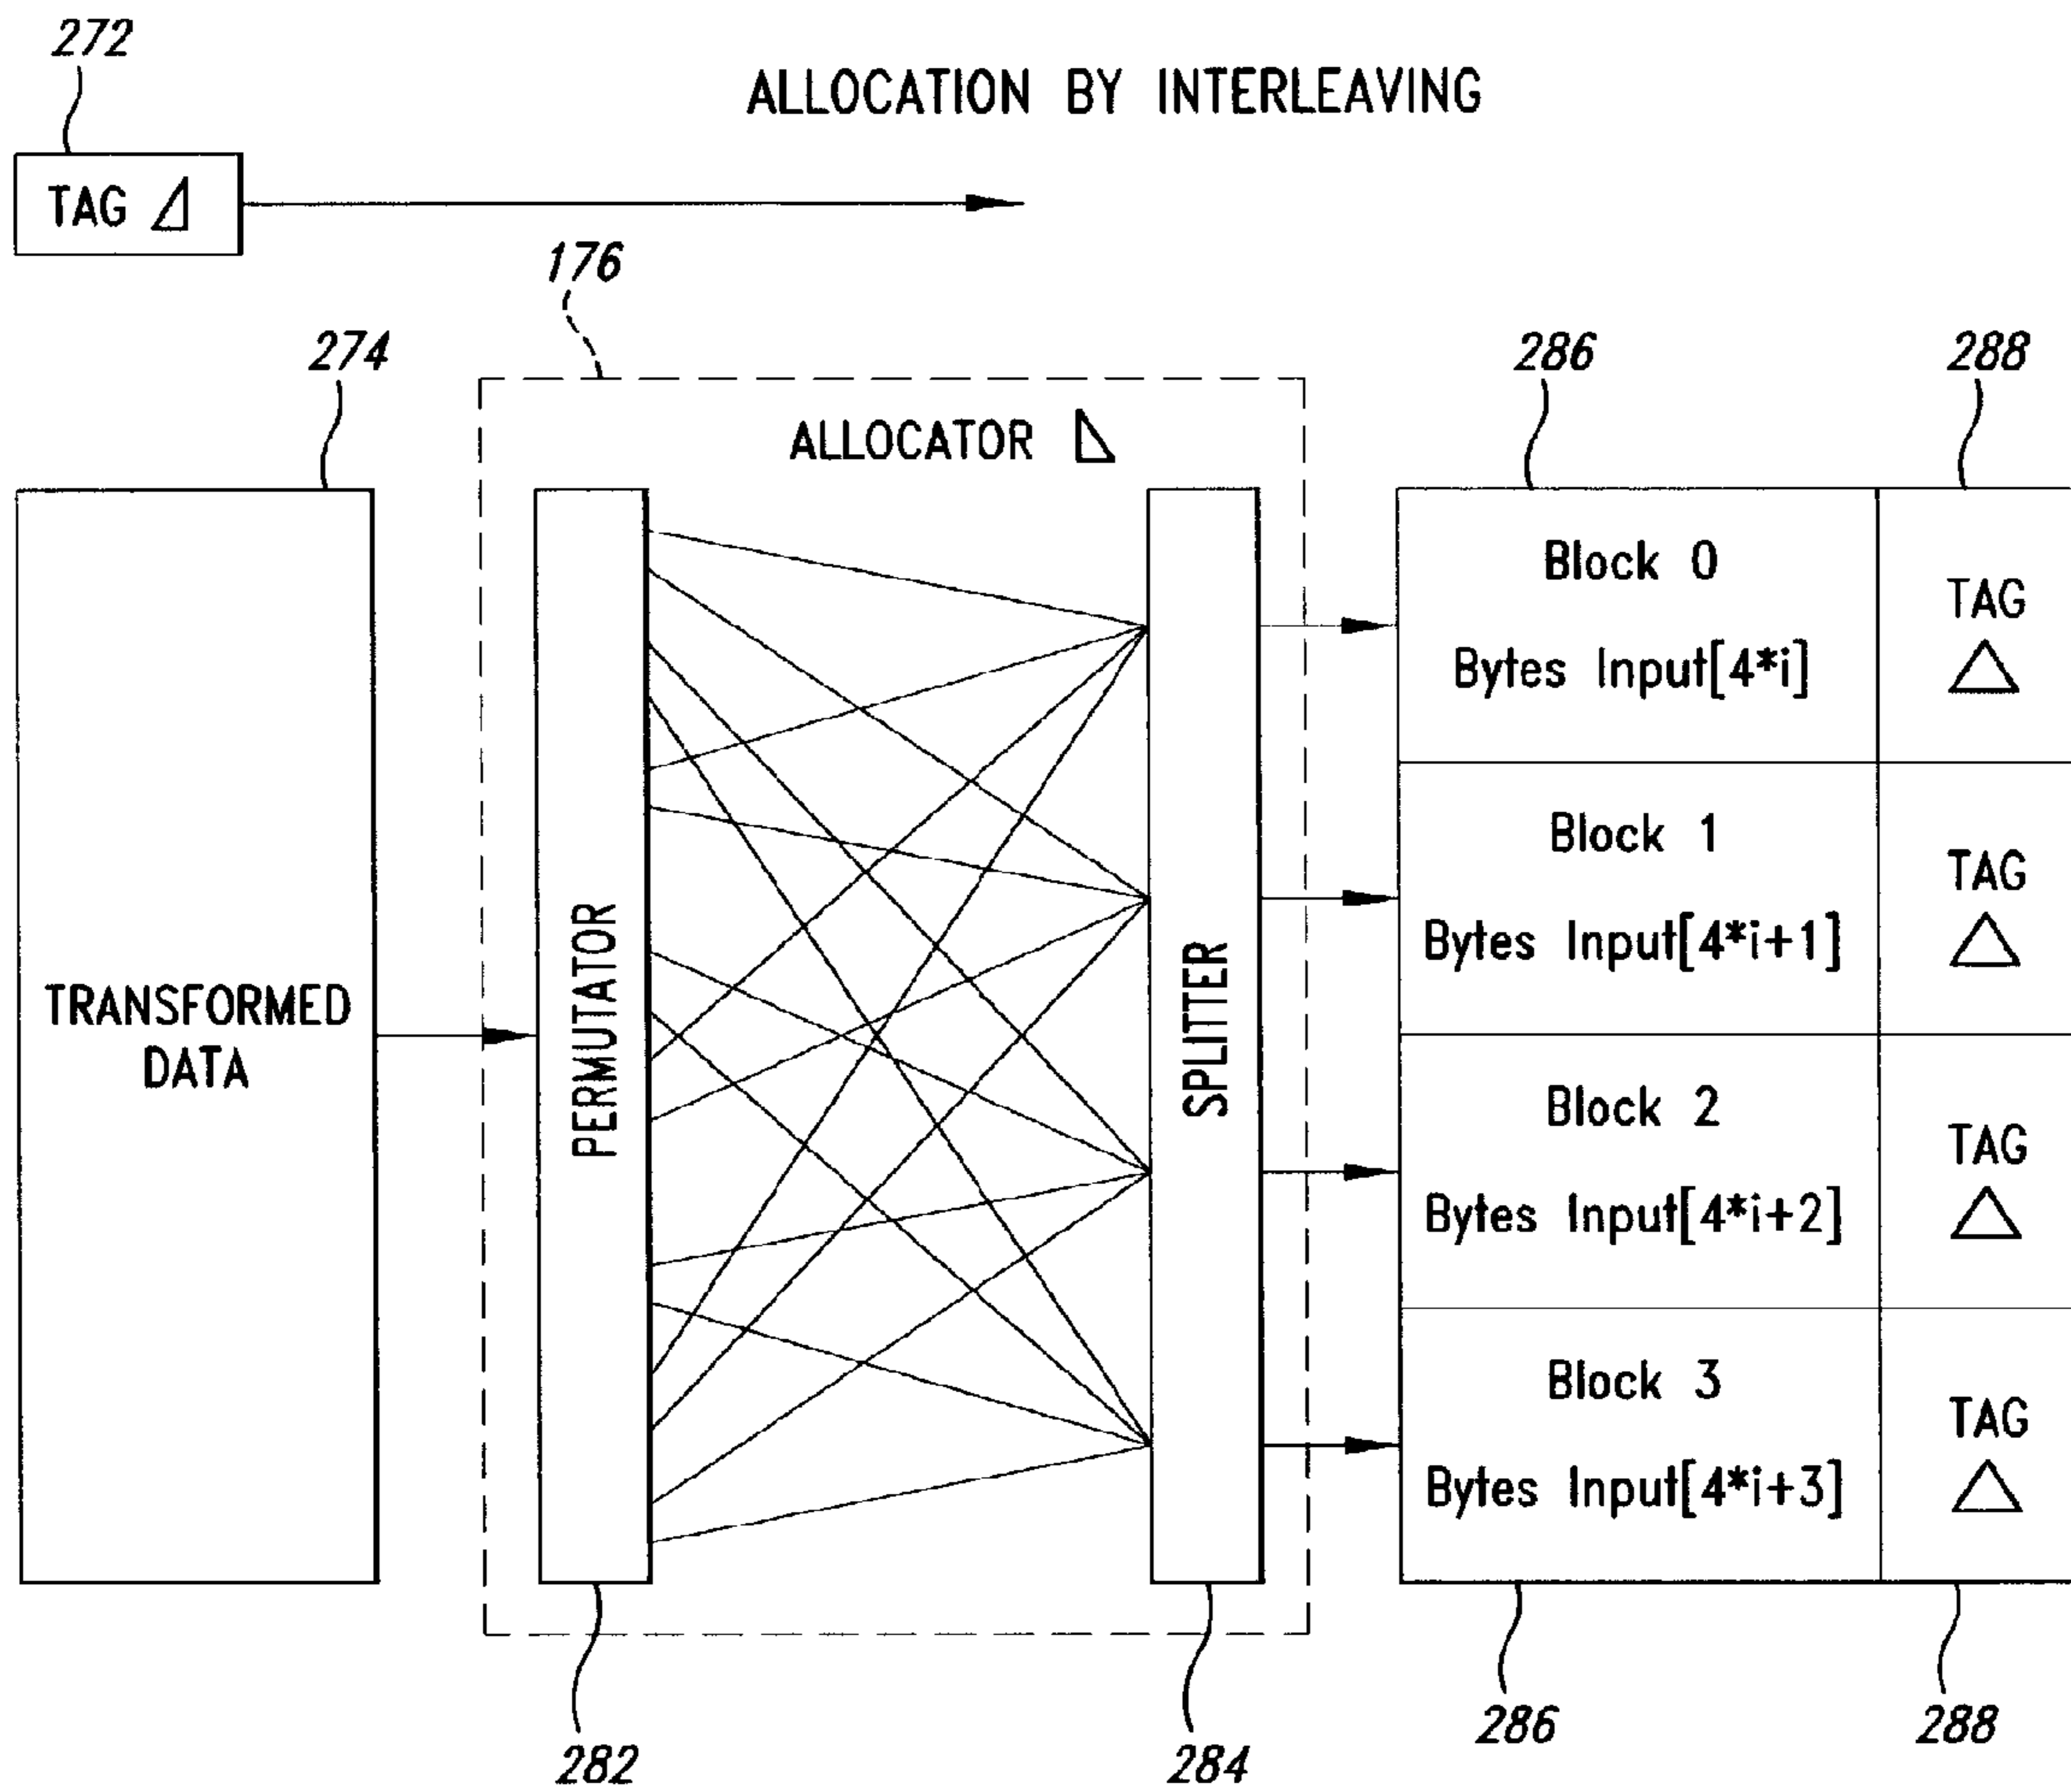 272
ALLOCATION BY INTERLEAVING
TAG
176
274
286
288
ALLOCATOR
TRANSFORMED
DATA
PERMUTATOR
SPLITTER
Block 0
Bytes Input[4*i]
TAG
Block 1
Bytes Input[4*i+1]
TAG
Block 2
Bytes Input[4*i+2]
TAG
Block 3
Bytes Input[4*i+3]
TAG
282
284
286
288